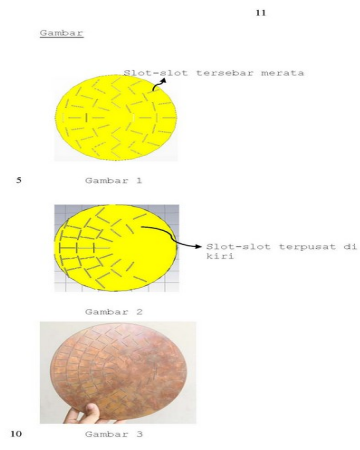 11
Gambar
Slot-slot tersebar merata
5
Gambar 1
Slot-slot terpusat di
kiri
Gambar 2
10
Gambar 3